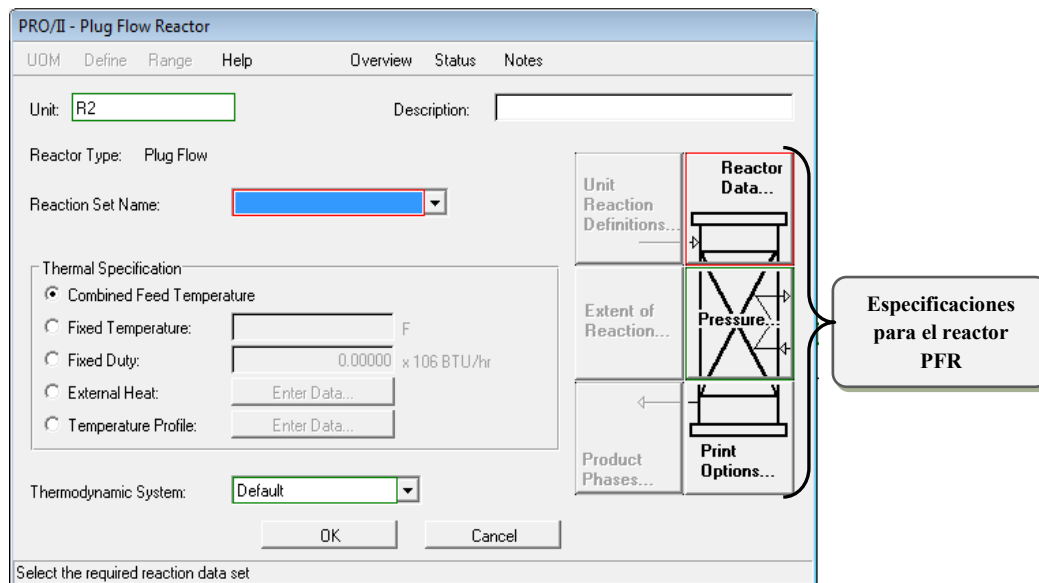 PRO/II - Plug Flow Reactor
UOM Define Range Help Overview Status Notes
Unit: R2 Description:
Reactor Type: Plug Flow
Reaction Set Name:
Thermal Specification
Combined Feed Temperature
Fixed Temperature: F
Fixed Duty: 0.00000 x 106 BTU/hr
External Heat: Enter Data...
Temperature Profile: Enter Data...
Thermodynamic System: Default
OK Cancel
Select the required reaction data set
Unit
Reaction
Definitions...
Reactor
Data...
Extent of
Reaction...
Pressure...
Product
Phases...
Print
Options...
Especificaciones
para el reactor
PFR